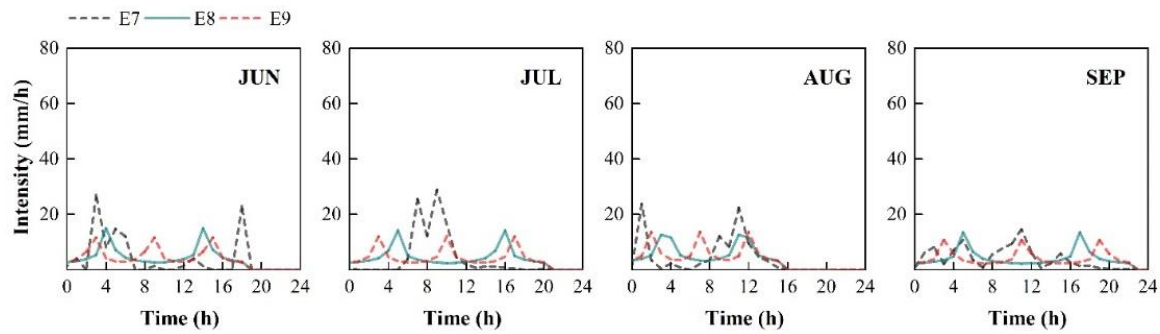 E7 E8 E9
80 80 80 80
JUN JUL AUG SEP
60 60 60 60
Intensity (mm/h)
40 40 40 40
20 20 20 20
0 4 8 12 16 20 24 0 4 8 12 16 20 24 0 4 8 12 16 20 24 0 4 8 12 16 20 24
Time (h) Time (h) Time (h) Time (h)